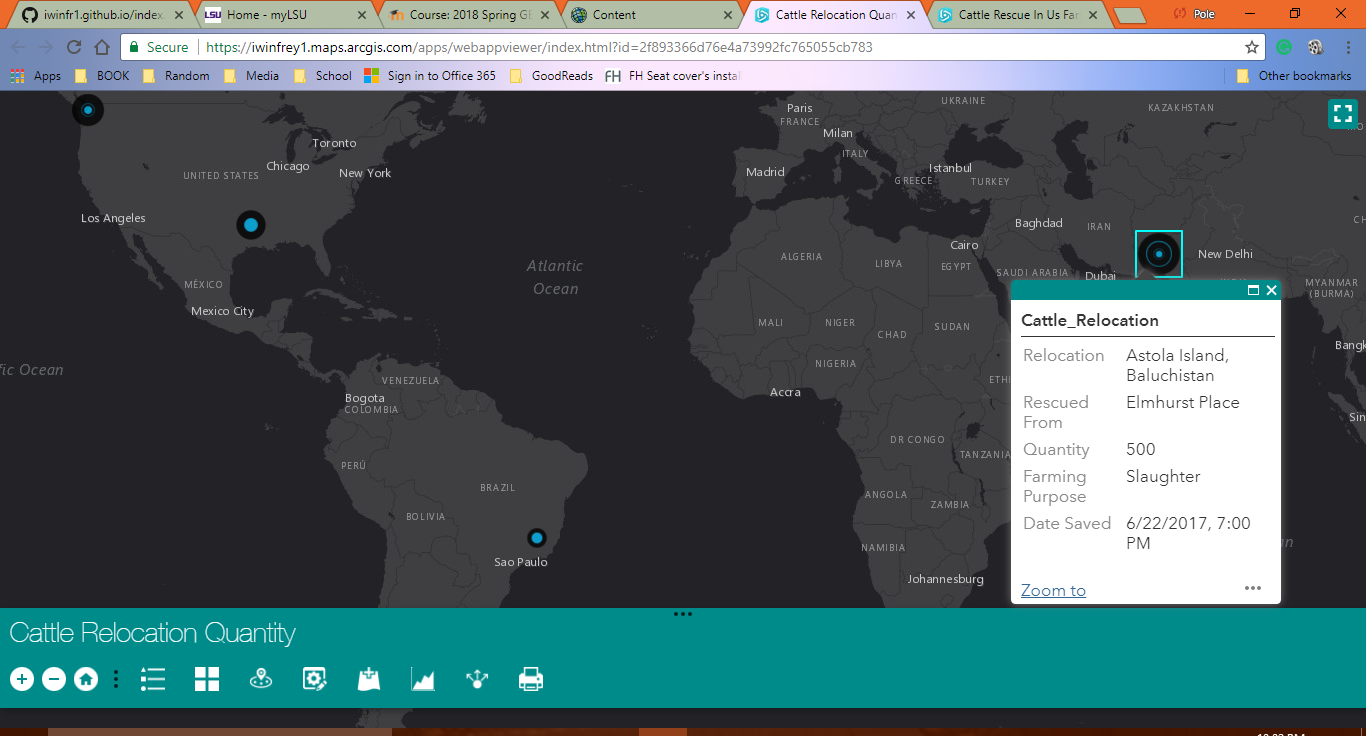 iwinfr1.github.io/index
Home - myLSU
Course: 2018 Spring GE
Content
Cattle Relocation Quan
Cattle Rescue In Us Far
Pole
Secure
https://iwinfrey1.maps.arcgis.com/apps/webappviewer/index.html?id=2f893366d76e4a73992fc765055cb783
Apps
BOOK
Random
Media
School
Sign in to Office 365
GoodReads
FH FH Seat cover's instal
Other bookmarks
Paris
FRANCE
UKRAINE
KAZAKHSTAN
Milan
ITALY
Toronto
Chicago
New York
UNITED STATES
Madrid
GREECE
Istanbul
TURKEY
Los Angeles
Baghdad
IRAN
Cairo
New Delhi
ALGERIA
LIBYA
EGYPT
SAUDI ARABIA
Dubai
Atlantic
Ocean
MÉXICO
Mexico City
MYANMAR
(BURMA)
MALI
NIGER
CHAD
SUDAN
NIGERIA
fic Ocean
VENEZUELA
Bogota
COLOMBIA
Accra
ETHI
Bangk
Sin
DR CONGO
TANZANIA
PERÚ
BRAZIL
BOLIVIA
ANGOLA
ZAMBIA
NAMIBIA
Sao Paulo
Johannesburg
Cattle_Relocation
Relocation Astola Island,
Baluchistan
Rescued Elmhurst Place
From
Quantity 500
Farming Slaughter
Purpose
Date Saved 6/22/2017, 7:00
PM
Zoom to
Cattle Relocation Quantity